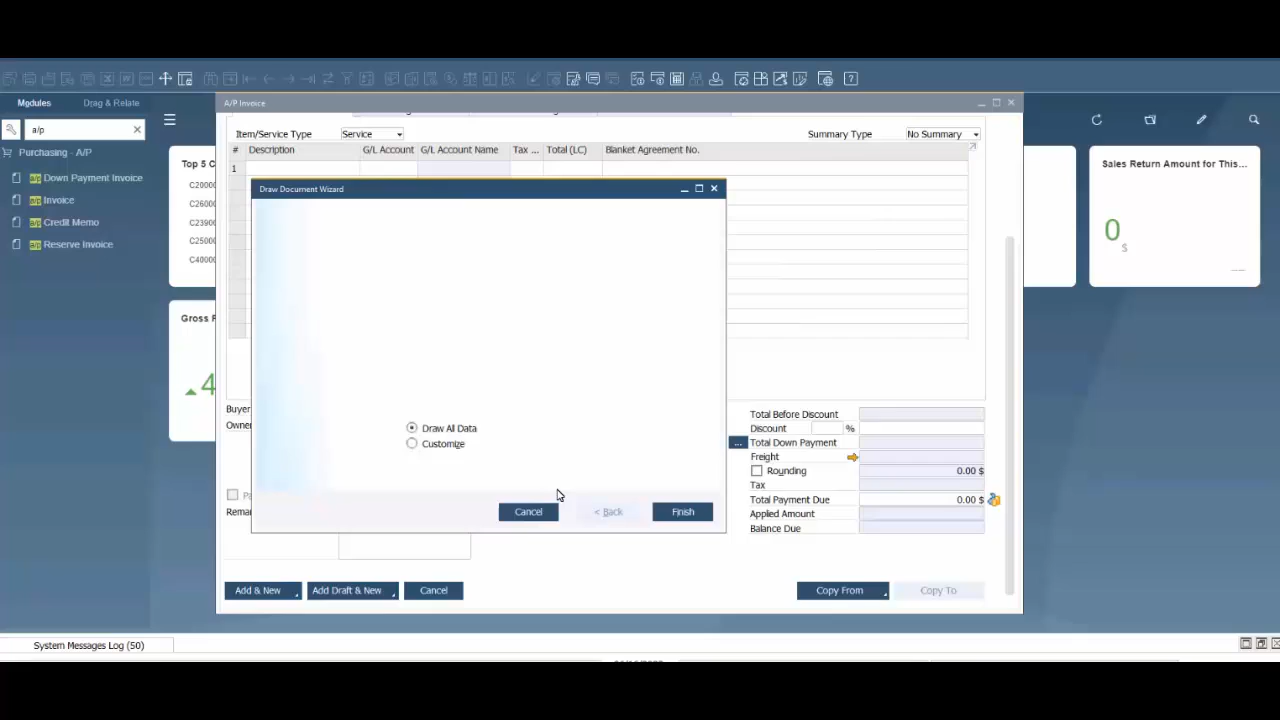 Modules
Drag & Relate
A/P Invoice
a/p
Item/Service Type
Service
Summary Type
No Summary
#
Description
G/L Account
G/L Account Name
Tax ...
Total (LC)
Blanket Agreement No.
Purchasing - A/P
1
Top 5 C
Sales Return Amount for This...
a/p Down Payment Invoice
Draw Document Wizard
C20000
a/p Invoice
C26000
a/p Credit Memo
C23900
0
$
a/p Reserve Invoice
C25000
C40000
Gross F
4
Draw All Data
Customize
Buyer
Owne
Total Before Discount
Discount
%
...
Total Down Payment
Freight
Rounding
0.00 $
Tax
Total Payment Due
0.00 $
Applied Amount
Balance Due
Pa
Remar
Cancel
< Back
Finish
Add & New
Add Draft & New
Cancel
Copy From
Copy To
System Messages Log (50)